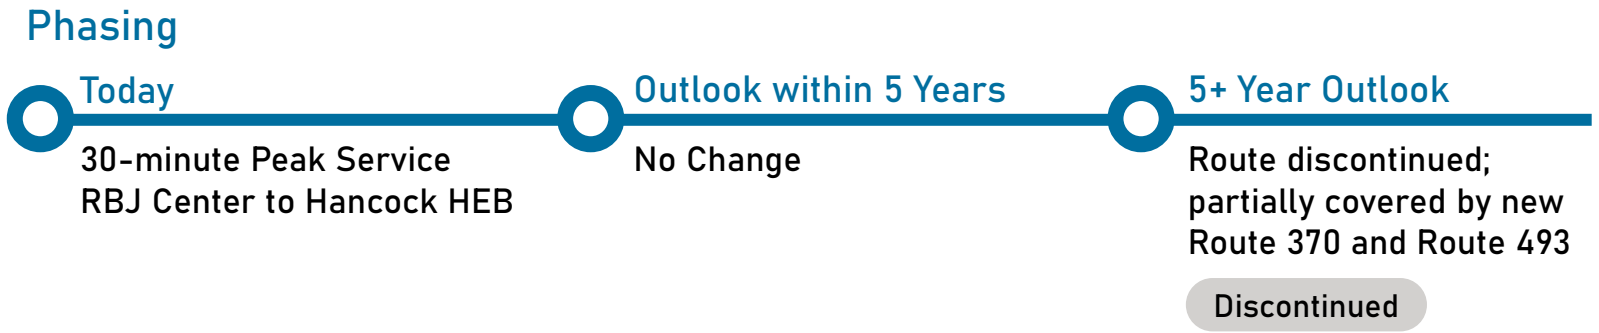 Phasing
Today
30-minute Peak Service
RBJ Center to Hancock HEB
Outlook within 5 Years
No Change
5+ Year Outlook
Route discontinued;
partially covered by new
Route 370 and Route 493
Discontinued